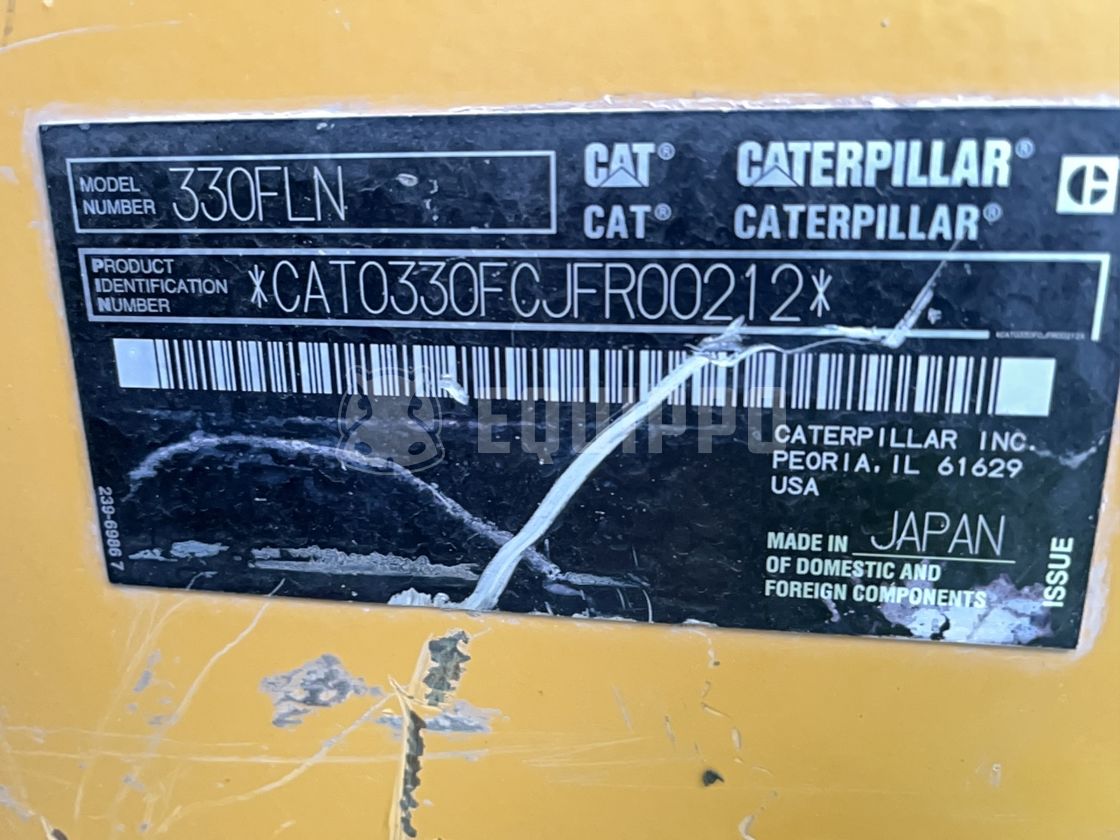 MODEL NUMBER 330FLN
CAT® CATERPILLAR®
CAT® CATERPILLAR®
PRODUCT IDENTIFICATION NUMBER *CAT0330FCJFR00212*
*CAT0330FCJFR00212*
EQUIPPO
CATERPILLAR INC.
PEORIA, IL 61629
USA
MADE IN JAPAN
OF DOMESTIC AND
FOREIGN COMPONENTS
ISSUE
239-6986 7